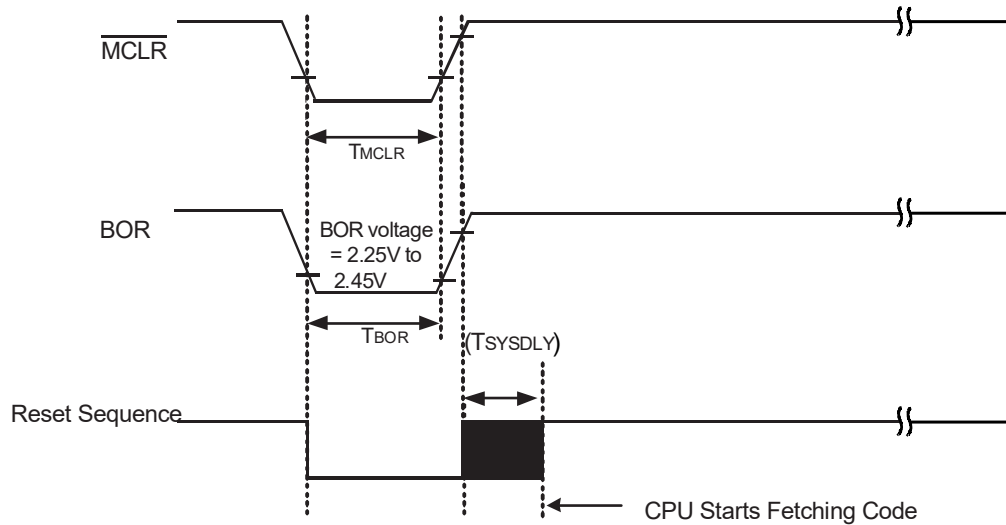 MCLR
TMCLR
BOR
BOR voltage
= 2.25V to
2.45V
TBOR
(TSYSDLY)
Reset Sequence
CPU Starts Fetching Code